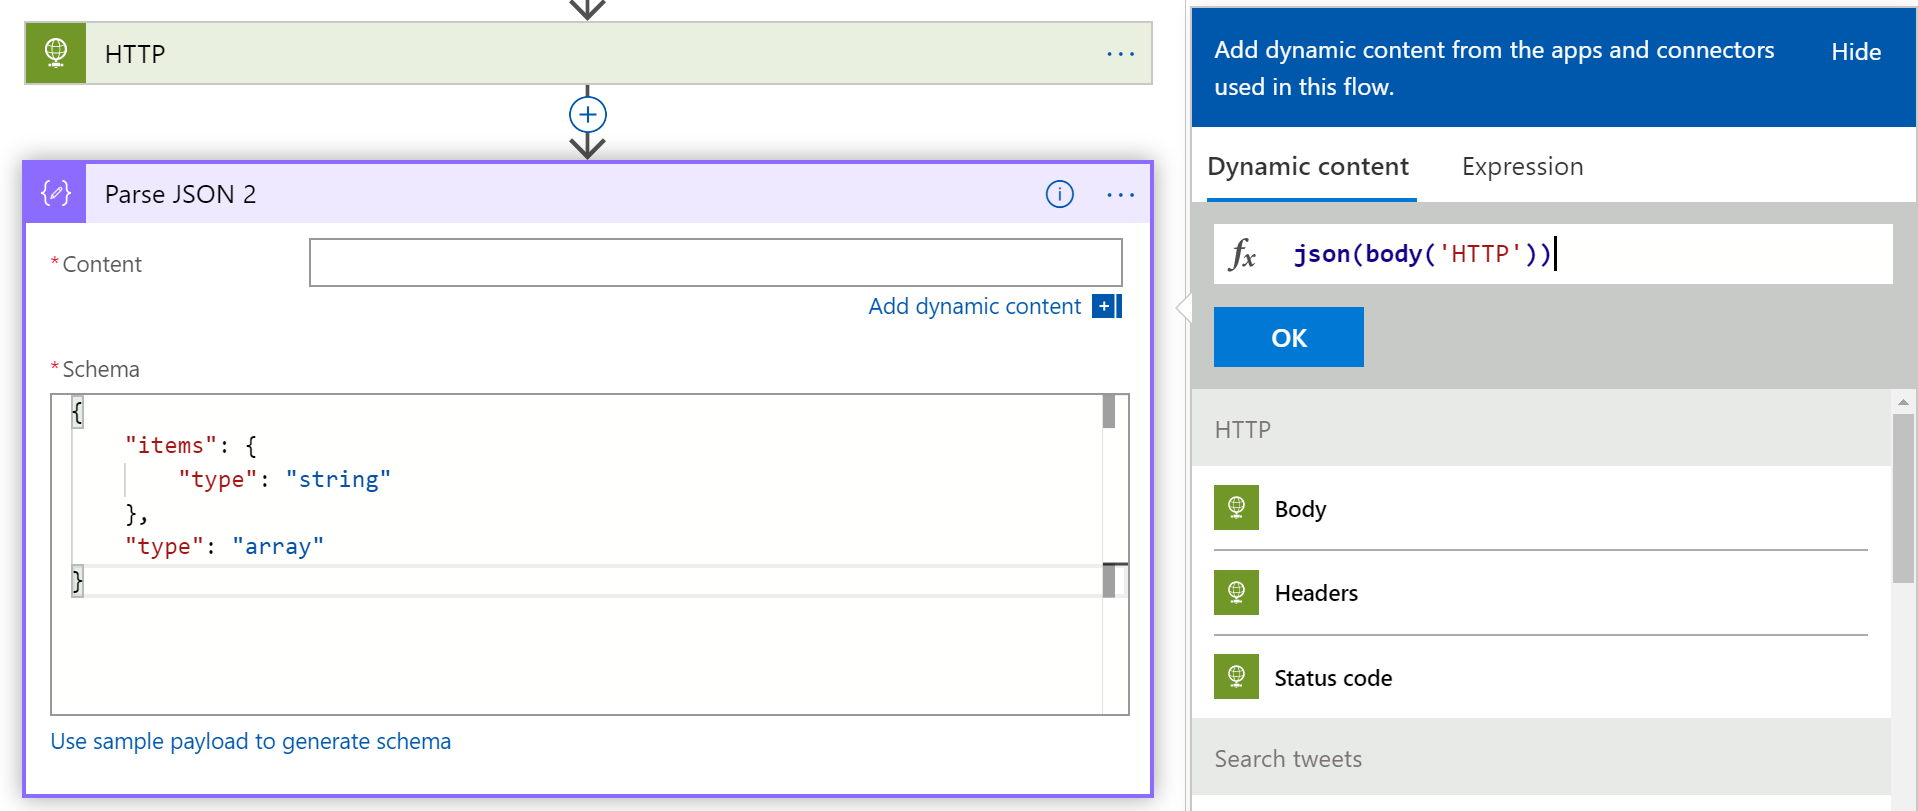 HTTP
Parse JSON 2
* Content
Add dynamic content
* Schema
{
"items": {
"type": "string"
},
"type": "array"
}
Use sample payload to generate schema
Add dynamic content from the apps and connectors
used in this flow.
Hide
Dynamic content
Expression
fx json(body('HTTP'))
OK
HTTP
Body
Headers
Status code
Search tweets